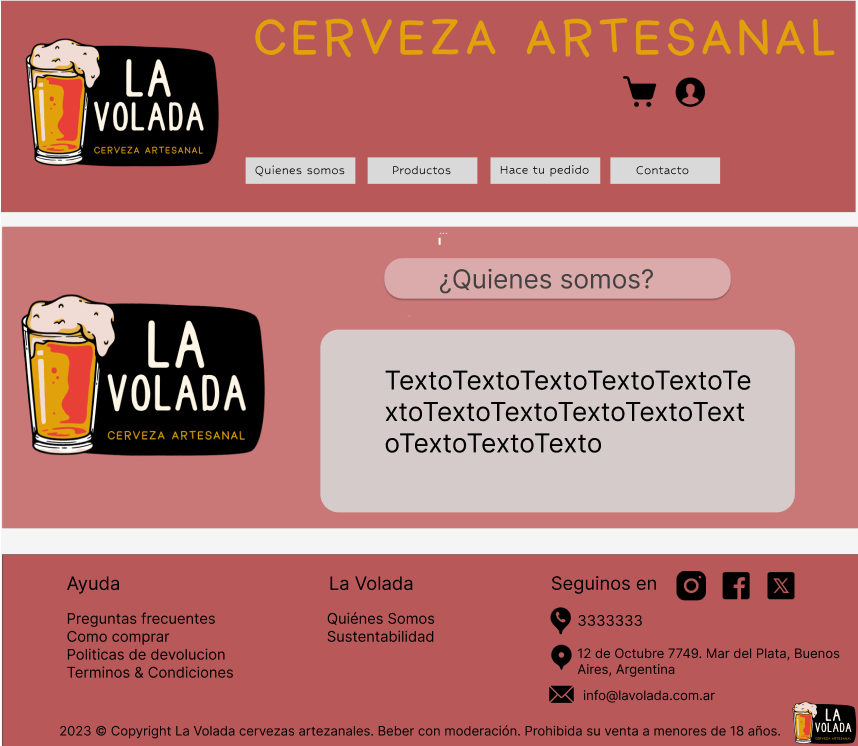 CERVEZA ARTESANAL
LA
VOLADA
CERVEZA ARTESANAL
Quienes somos
Productos
Hace tu pedido
Contacto
¿Quienes somos?
LA
VOLADA
CERVEZA ARTESANAL
TextoTextoTextoTextoTextoTe
xtoTextoTextoTextoTextoText
oTextoTextoTexto
Ayuda
Preguntas frecuentes
Como comprar
Politicas de devolucion
Terminos & Condiciones
La Volada
Quiénes Somos
Sustentabilidad
Seguinos en
3333333
12 de Octubre 7749. Mar del Plata, Buenos
Aires, Argentina
info@lavolada.com.ar
2023 © Copyright La Volada cervezas artezanales. Beber con moderación. Prohibida su venta a menores de 18 años.
LA
VOLADA
CERVEZA ARTESANAL